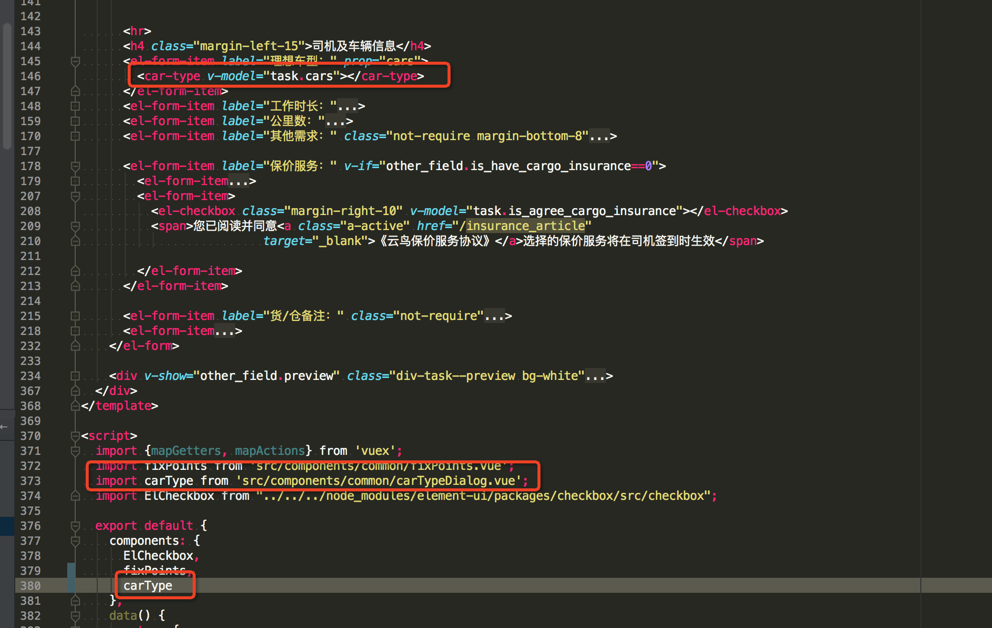 141
142
143 <hr>
144 <h4 class="margin-left-15">司机及车辆信息</h4>
145 <el-form-item label="理想车型：" prop="cars">
146 <car-type v-model="task.cars"></car-type>
147 </el-form-item>
148 <el-form-item label="工作时长："...>
159 <el-form-item label="公里数："...>
170 <el-form-item label="其他需求：" class="not-require margin-bottom-8"...>
177
178 <el-form-item label="保价服务：" v-if="other_field.is_have_cargo_insurance==0">
179 <el-form-item...>
207 <el-form-item>
208 <el-checkbox class="margin-right-10" v-model="task.is_agree_cargo_insurance"></el-checkbox>
209 <span>您已阅读并同意<a class="a-active" href="/insurance_article"
210 target="_blank">《云鸟保价服务协议》</a>选择的保价服务将在司机签到时生效</span>
211
212 </el-form-item>
213 </el-form-item>
214
215 <el-form-item label="货/仓备注：" class="not-require"...>
218 <el-form-item...>
232 </el-form>
233
234 <div v-show="other_field.preview" class="div-task--preview bg-white"...>
367 </div>
368 </template>
369
370 <script>
371 import {mapGetters, mapActions} from 'vuex';
372 import fixPoints from 'src/components/common/fixPoints.vue';
373 import carType from 'src/components/common/carTypeDialog.vue';
374 import ElCheckbox from "../../../node_modules/element-ui/packages/checkbox/src/checkbox";
375
376 export default {
377 components: {
378 ElCheckbox,
379 fixPoints,
380 carType
381 },
382 data() {